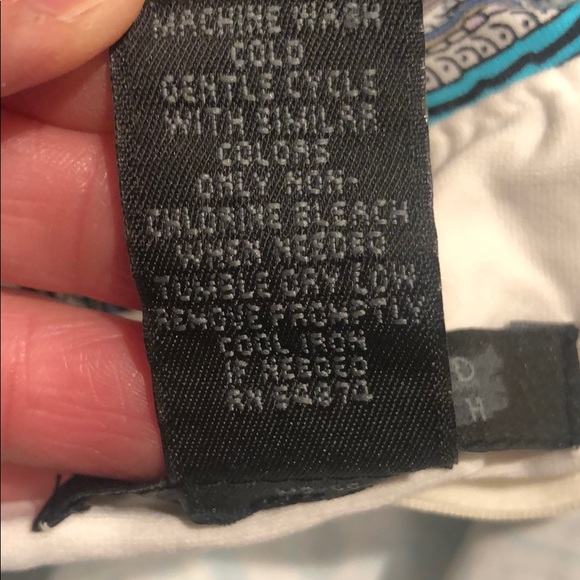 MACHINE WASH
COLD
GENTLE CYCLE
WITH SIMILAR
COLORS
ONLY NON-
CHLORINE BLEACH
WHEN NEEDED
TUMBLE DRY LOW
REMOVE PROMPTLY
COOL IRON
IF NEEDED
RN 54874
D
H